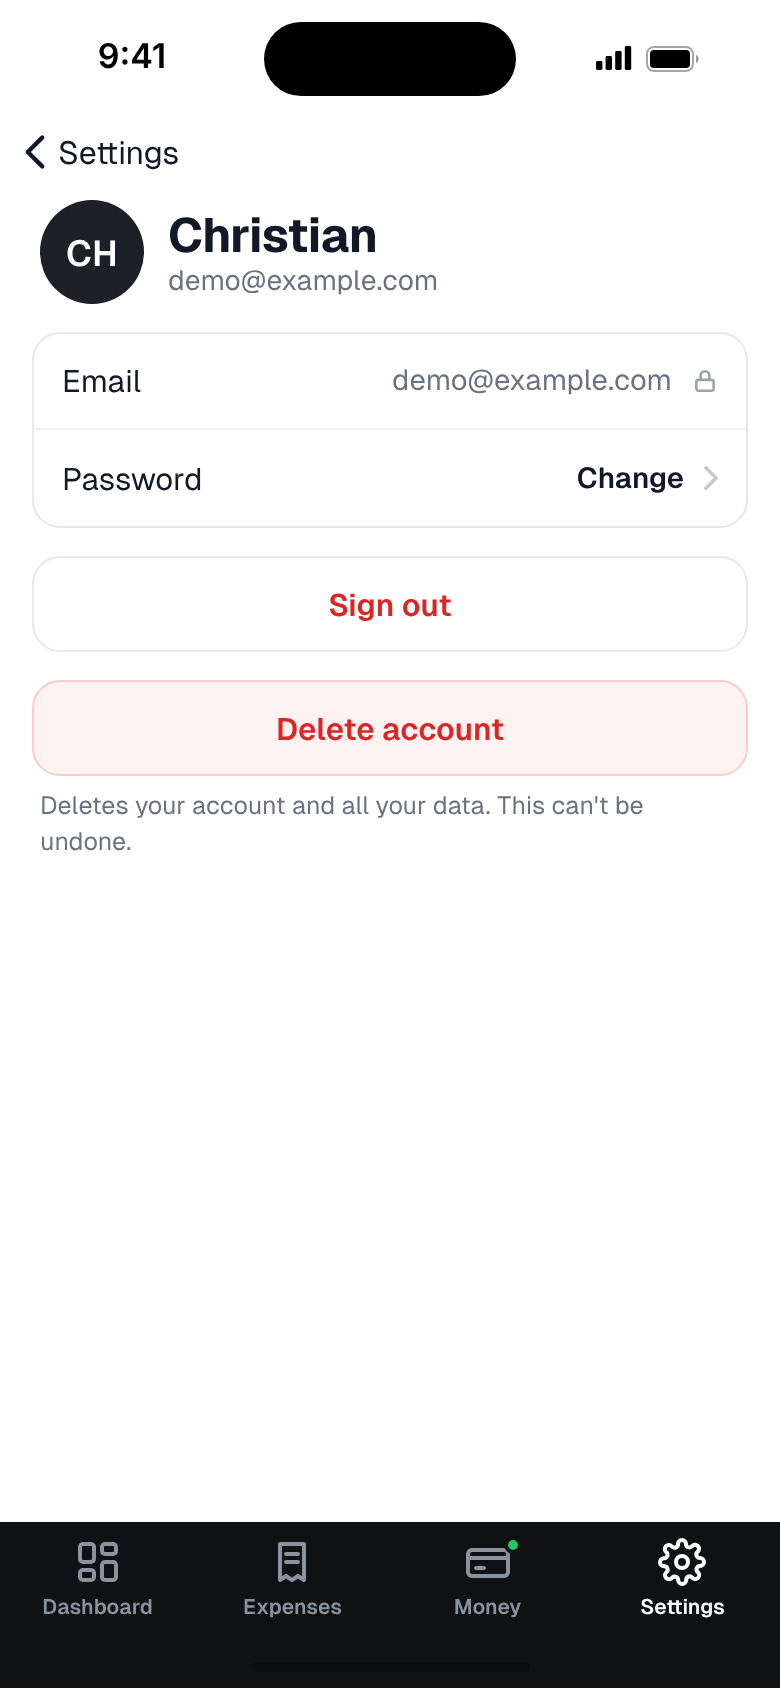 9:41
Settings
CH
Christian
demo@example.com
Email
demo@example.com
Password
Change
Sign out
Delete account
Deletes your account and all your data. This can't be
undone.
Dashboard
Expenses
Money
Settings